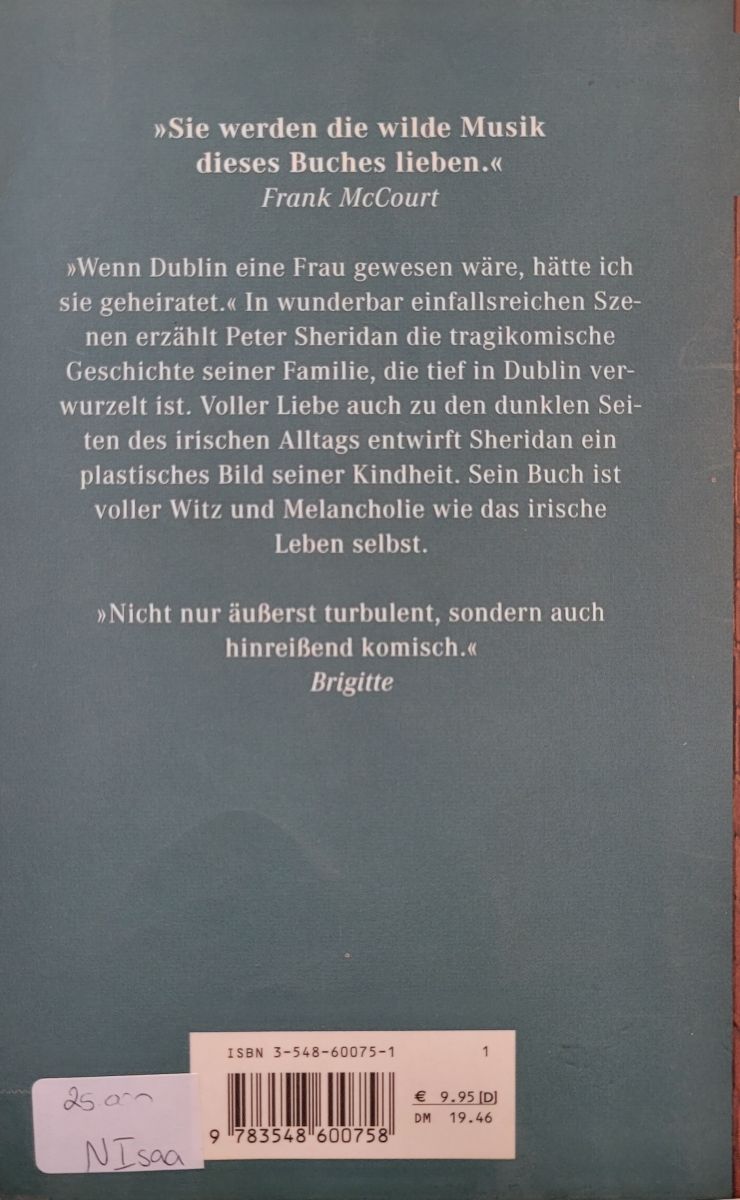 »Sie werden die wilde Musik
dieses Buches lieben.«
Frank McCourt
»Wenn Dublin eine Frau gewesen wäre, hätte ich
sie geheiratet.« In wunderbar einfallsreichen Sze-
nen erzählt Peter Sheridan die tragikomische
Geschichte seiner Familie, die tief in Dublin ver-
wurzelt ist. Voller Liebe auch zu den dunklen Sei-
ten des irischen Alltags entwirft Sheridan ein
plastisches Bild seiner Kindheit. Sein Buch ist
voller Witz und Melancholie wie das irische
Leben selbst.
»Nicht nur äußerst turbulent, sondern auch
hinreißend komisch.«
Brigitte
ISBN 3-548-60075-1 1
€ 9.95 [D]
DM 19.46
9 783548 600758
25